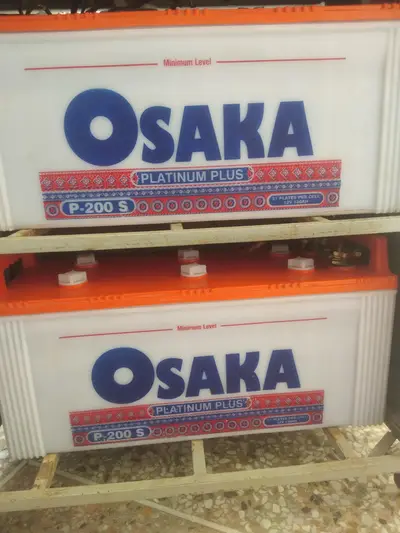 Minimum Level
OSAKA
PLATINUM PLUS
P-200 S
Minimum Level
OSAKA
PLATINUM PLUS
P-200 S